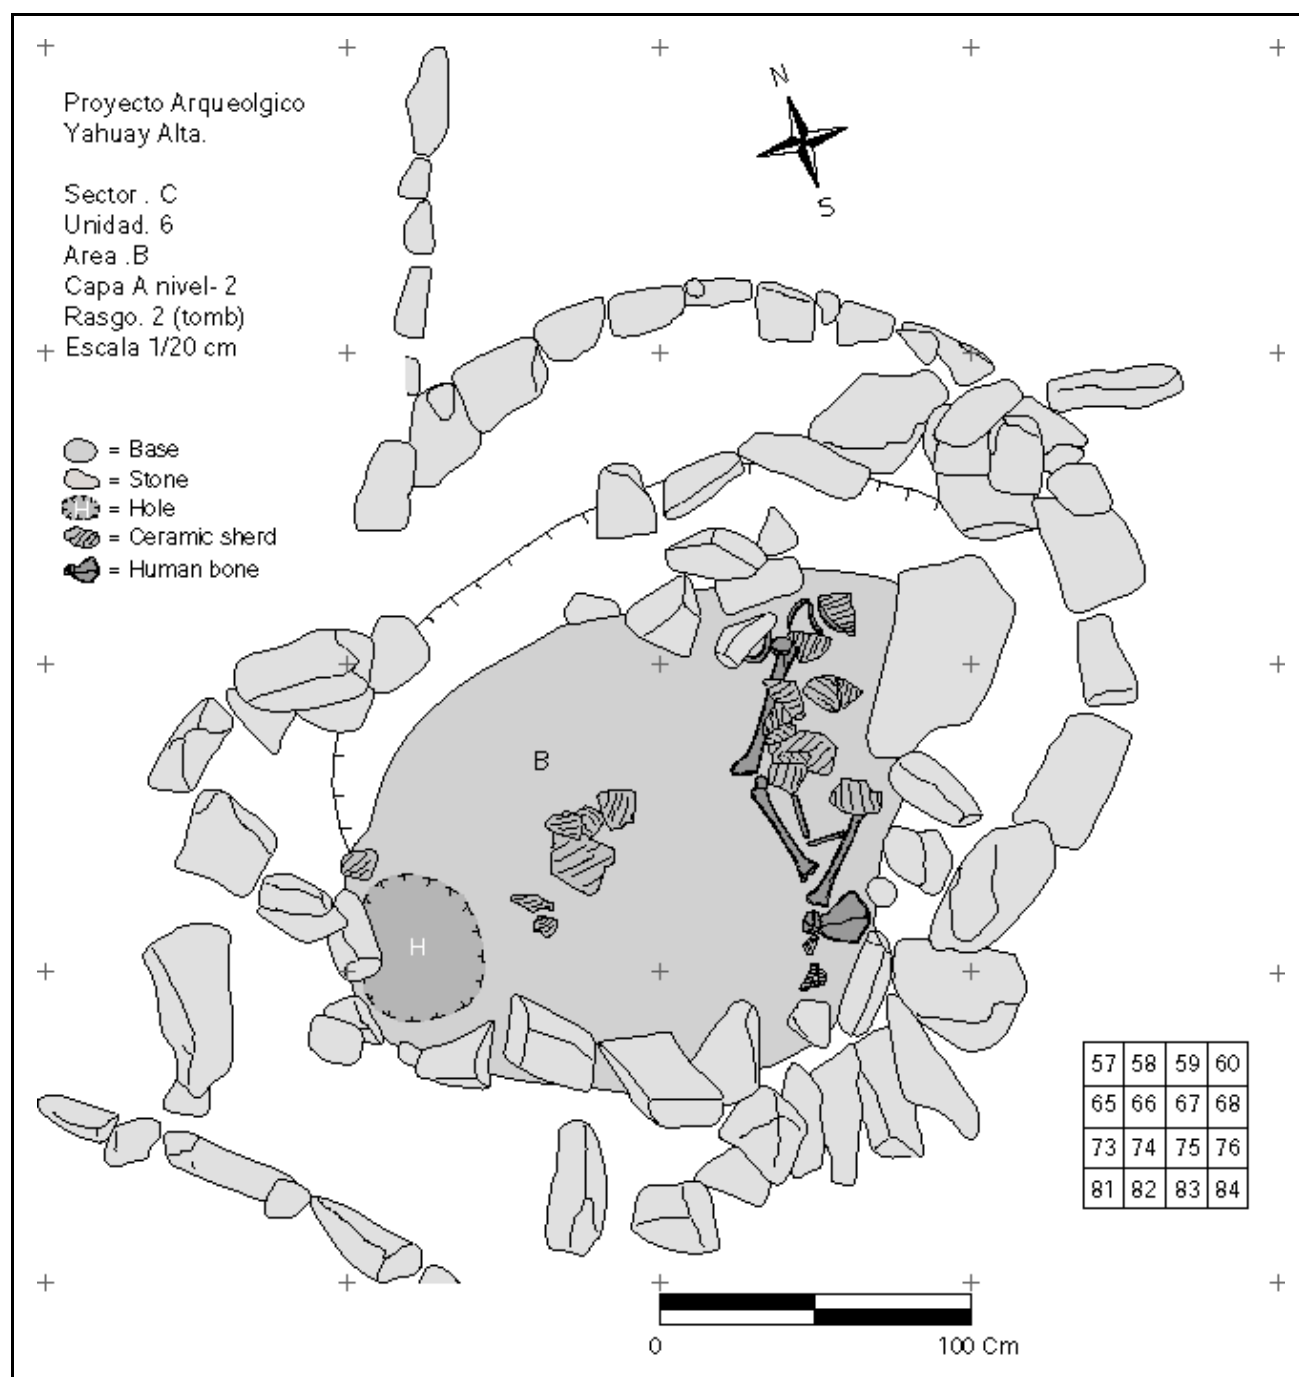 Proyecto Arqueolgico
Yahuay Alta.
Sector . C
Unidad. 6
Area .B
Capa A nivel- 2
Rasgo. 2 (tomb)
Escala 1/20 cm
= Base
= Stone
H = Hole
= Ceramic sherd
= Human bone
N
S
B
H
57 58 59 60
65 66 67 68
73 74 75 76
81 82 83 84
0 100 Cm